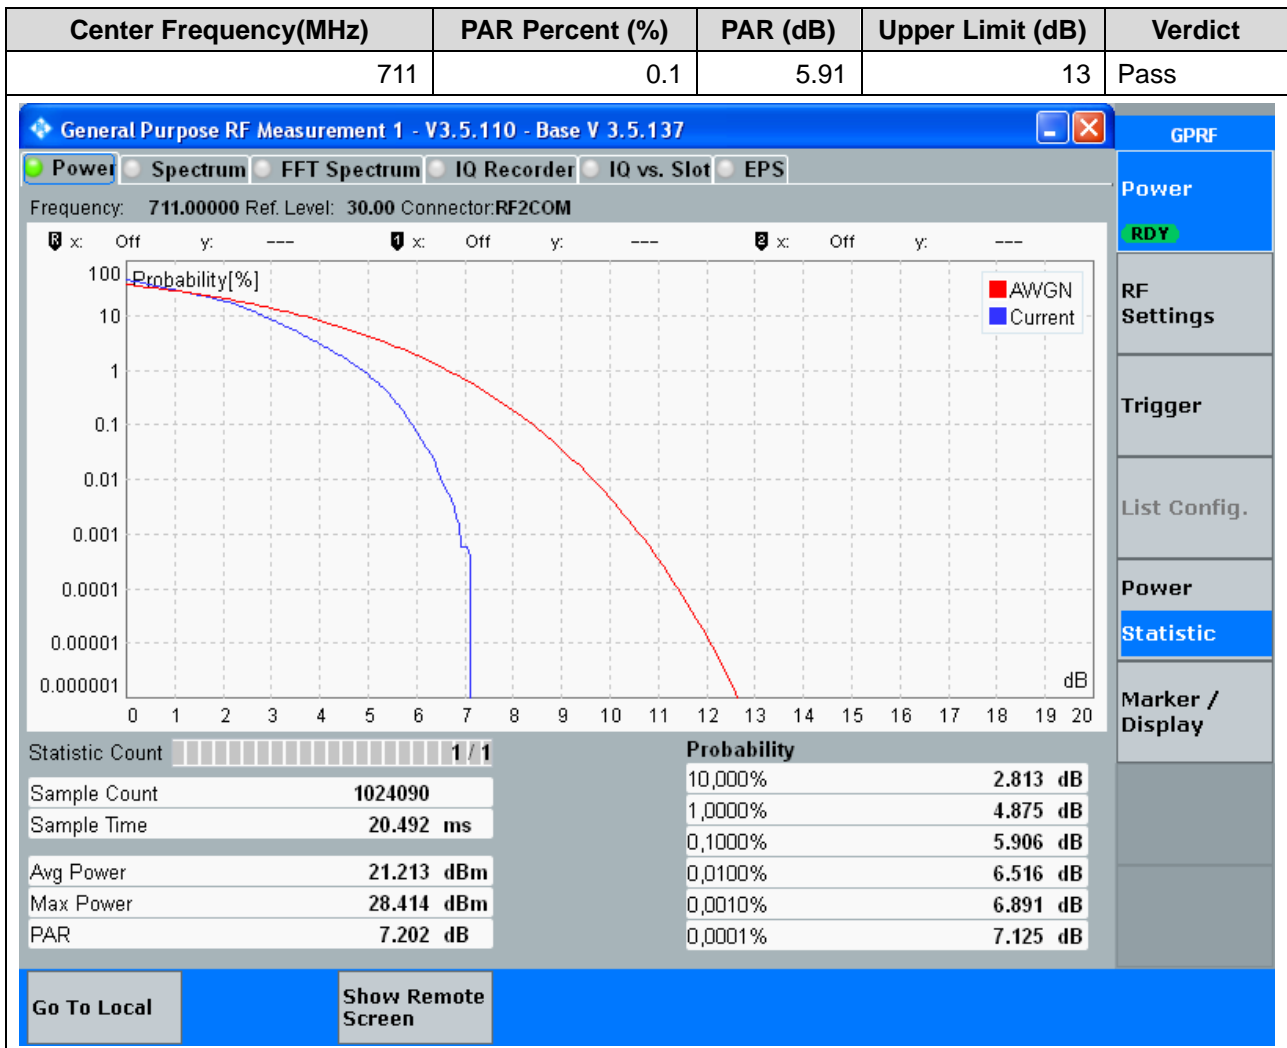 Center Frequency(MHz) PAR Percent (%) PAR (dB) Upper Limit (dB) Verdict
711 0.1 5.91 13 Pass
General Purpose RF Measurement 1 - V3.5.110 - Base V 3.5.137
GPRF
Power Spectrum FFT Spectrum IQ Recorder IQ vs. Slot EPS
Power
RDY
Frequency: 711.00000 Ref. Level: 30.00 Connector:RF2COM
R x: Off y: --- 1 x: Off y: --- 2 x: Off y: ---
Probability[%]
AWGN
Current
100
10
1
0.1
0.01
0.001
0.0001
0.00001
0.000001
dB
0 1 2 3 4 5 6 7 8 9 10 11 12 13 14 15 16 17 18 19 20
RF
Settings
Trigger
List Config.
Power
Statistic
Marker /
Display
Statistic Count 1 / 1
Sample Count 1024090
Sample Time 20.492 ms
Avg Power 21.213 dBm
Max Power 28.414 dBm
PAR 7.202 dB
Probability
10,000% 2.813 dB
1,0000% 4.875 dB
0,1000% 5.906 dB
0,0100% 6.516 dB
0,0010% 6.891 dB
0,0001% 7.125 dB
Go To Local
Show Remote
Screen